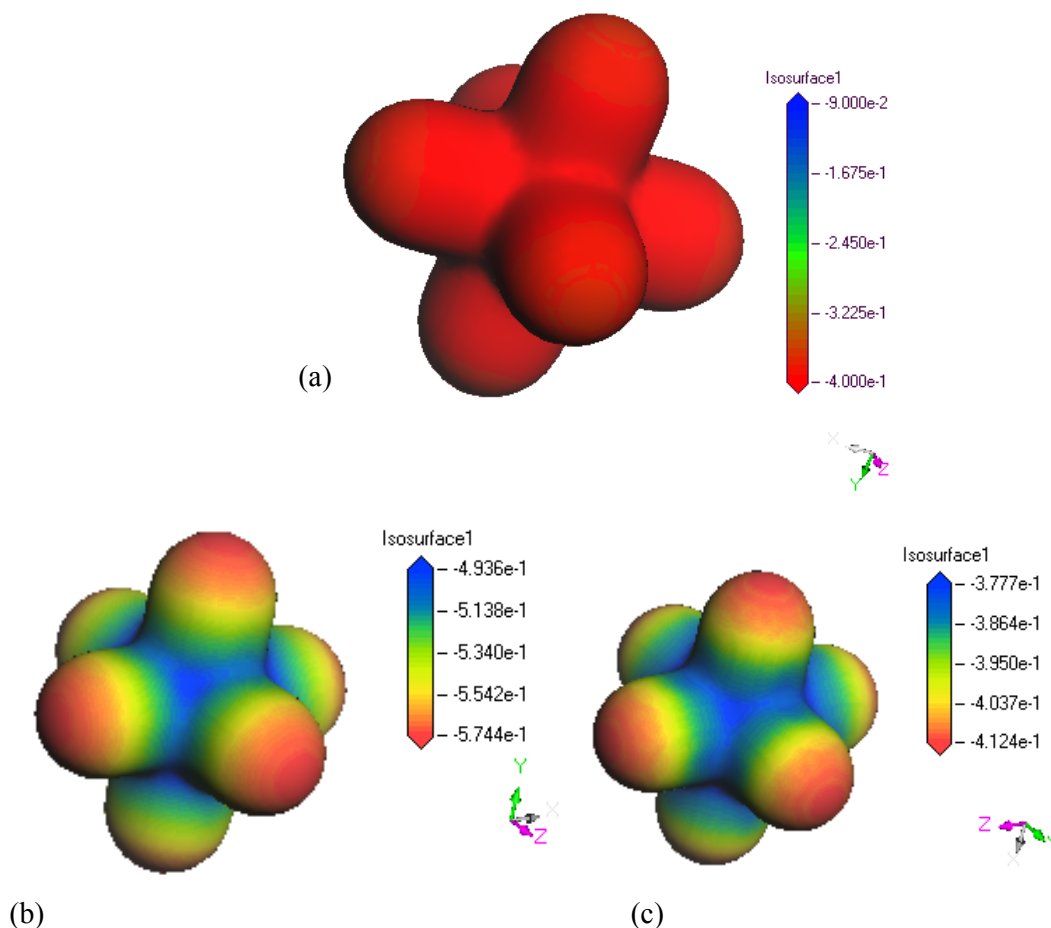 Isosurface1
-9.000e-2
-1.675e-1
-2.450e-1
-3.225e-1
-4.000e-1
(a)
X
Y
Z
Isosurface1
-4.936e-1
-5.138e-1
-5.340e-1
-5.542e-1
-5.744e-1
Y
X
Z
(b)
Isosurface1
-3.777e-1
-3.864e-1
-3.950e-1
-4.037e-1
-4.124e-1
Z
X
(c)